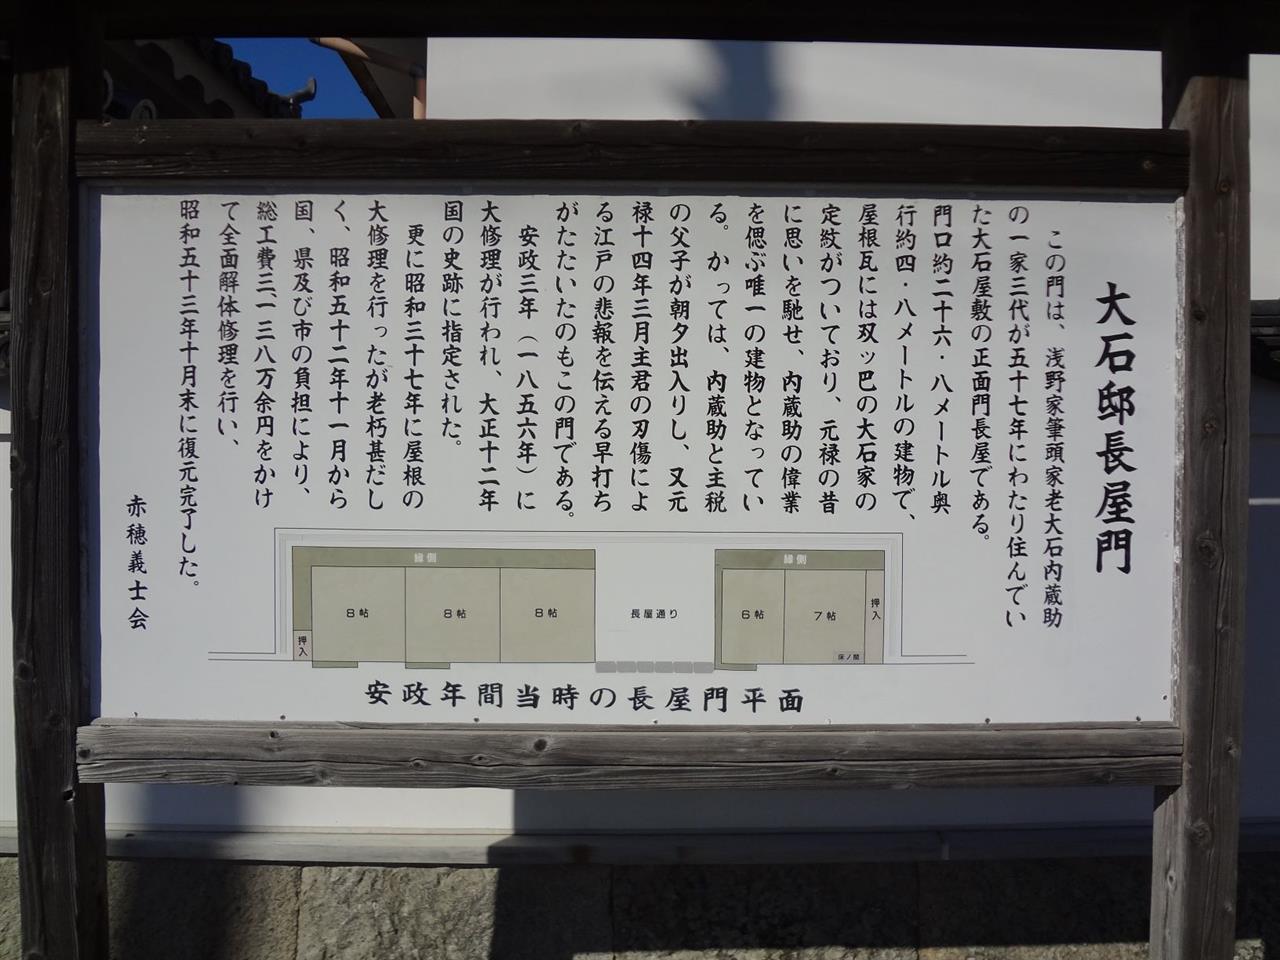 大石邸長屋門
この門は、浅野家筆頭家老大石内蔵助
の一家三代が五十七年にわたり住んでい
た大石屋敷の正面門長屋である。
門口約二十六・八メートル奥
行約四・八メートルの建物で、
屋根瓦には双ッ巴の大石家の
定紋がついており、元禄の昔
に思いを馳せ、内蔵助の偉業
を偲ぶ唯一の建物となってい
る。かっては、内蔵助と主税
の父子が朝夕出入りし、又元
禄十四年三月主君の刃傷によ
る江戸の悲報を伝える早打ち
がたたいたのもこの門である。
安政三年（一八五六年）に
大修理が行われ、大正十二年
国の史跡に指定された。
更に昭和三十七年に屋根の
大修理を行ったが老朽甚だし
く、昭和五十二年十一月から
国、県及び市の負担により、
総工費三、一三八万余円をかけ
て全面解体修理を行い、
昭和五十三年十月末に復元完了した。
赤穂義士会
縁側
縁側
押入
8帖
8帖
8帖
長屋通り
6帖
7帖
押入
床ノ間
安政年間当時の長屋門平面